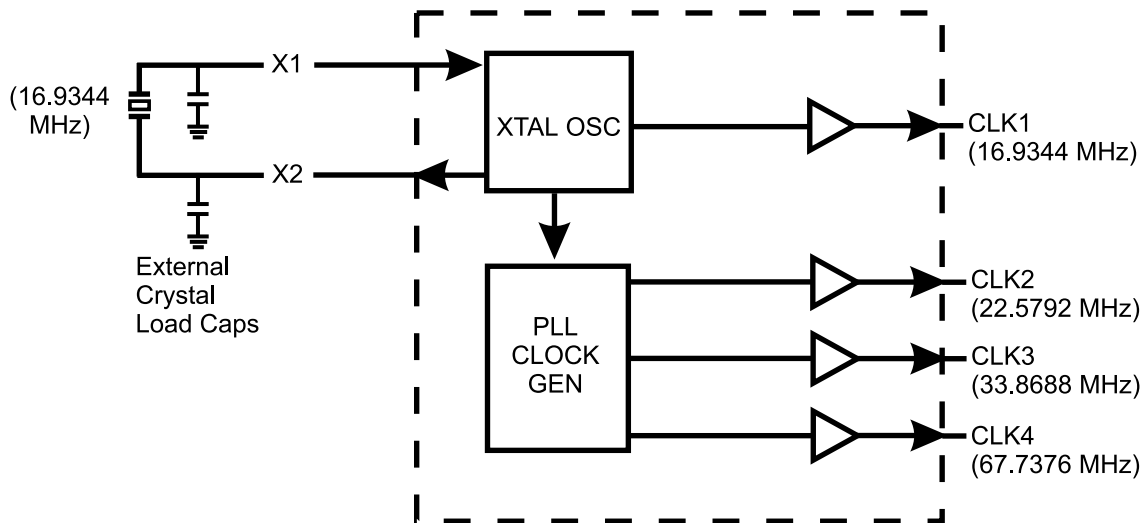 (16.9344
MHz)
X1
X2
External
Crystal
Load Caps
XTAL OSC
PLL
CLOCK
GEN
CLK1
(16.9344 MHz)
CLK2
(22.5792 MHz)
CLK3
(33.8688 MHz)
CLK4
(67.7376 MHz)